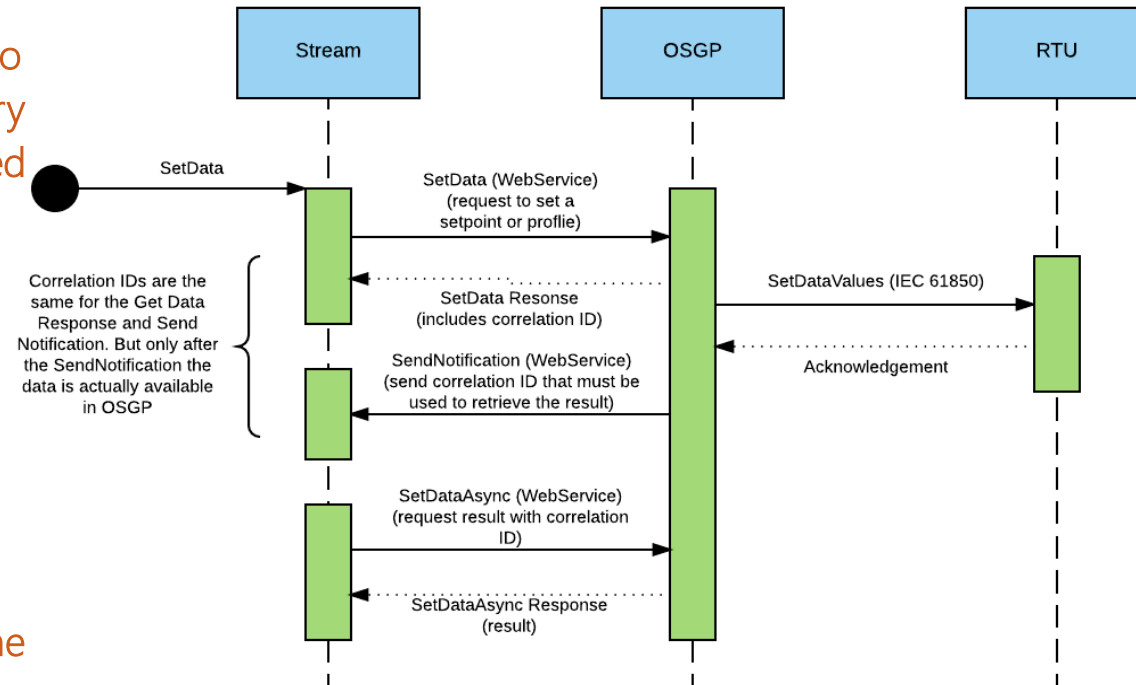 o
ry
ed
ne
Stream
OSGP
RTU
SetData
SetData (WebService)
(request to set a
setpoint or proflie)
SetData Resonse
(includes correlation ID)
SetDataValues (IEC 61850)
Acknowledgement
Correlation IDs are the
same for the Get Data
Response and Send
Notification. But only after
the SendNotification the
data is actually available
in OSGP
SendNotification (WebService)
(send correlation ID that must be
used to retrieve the result)
SetDataAsync (WebService)
(request result with correlation
ID)
SetDataAsync Response
(result)